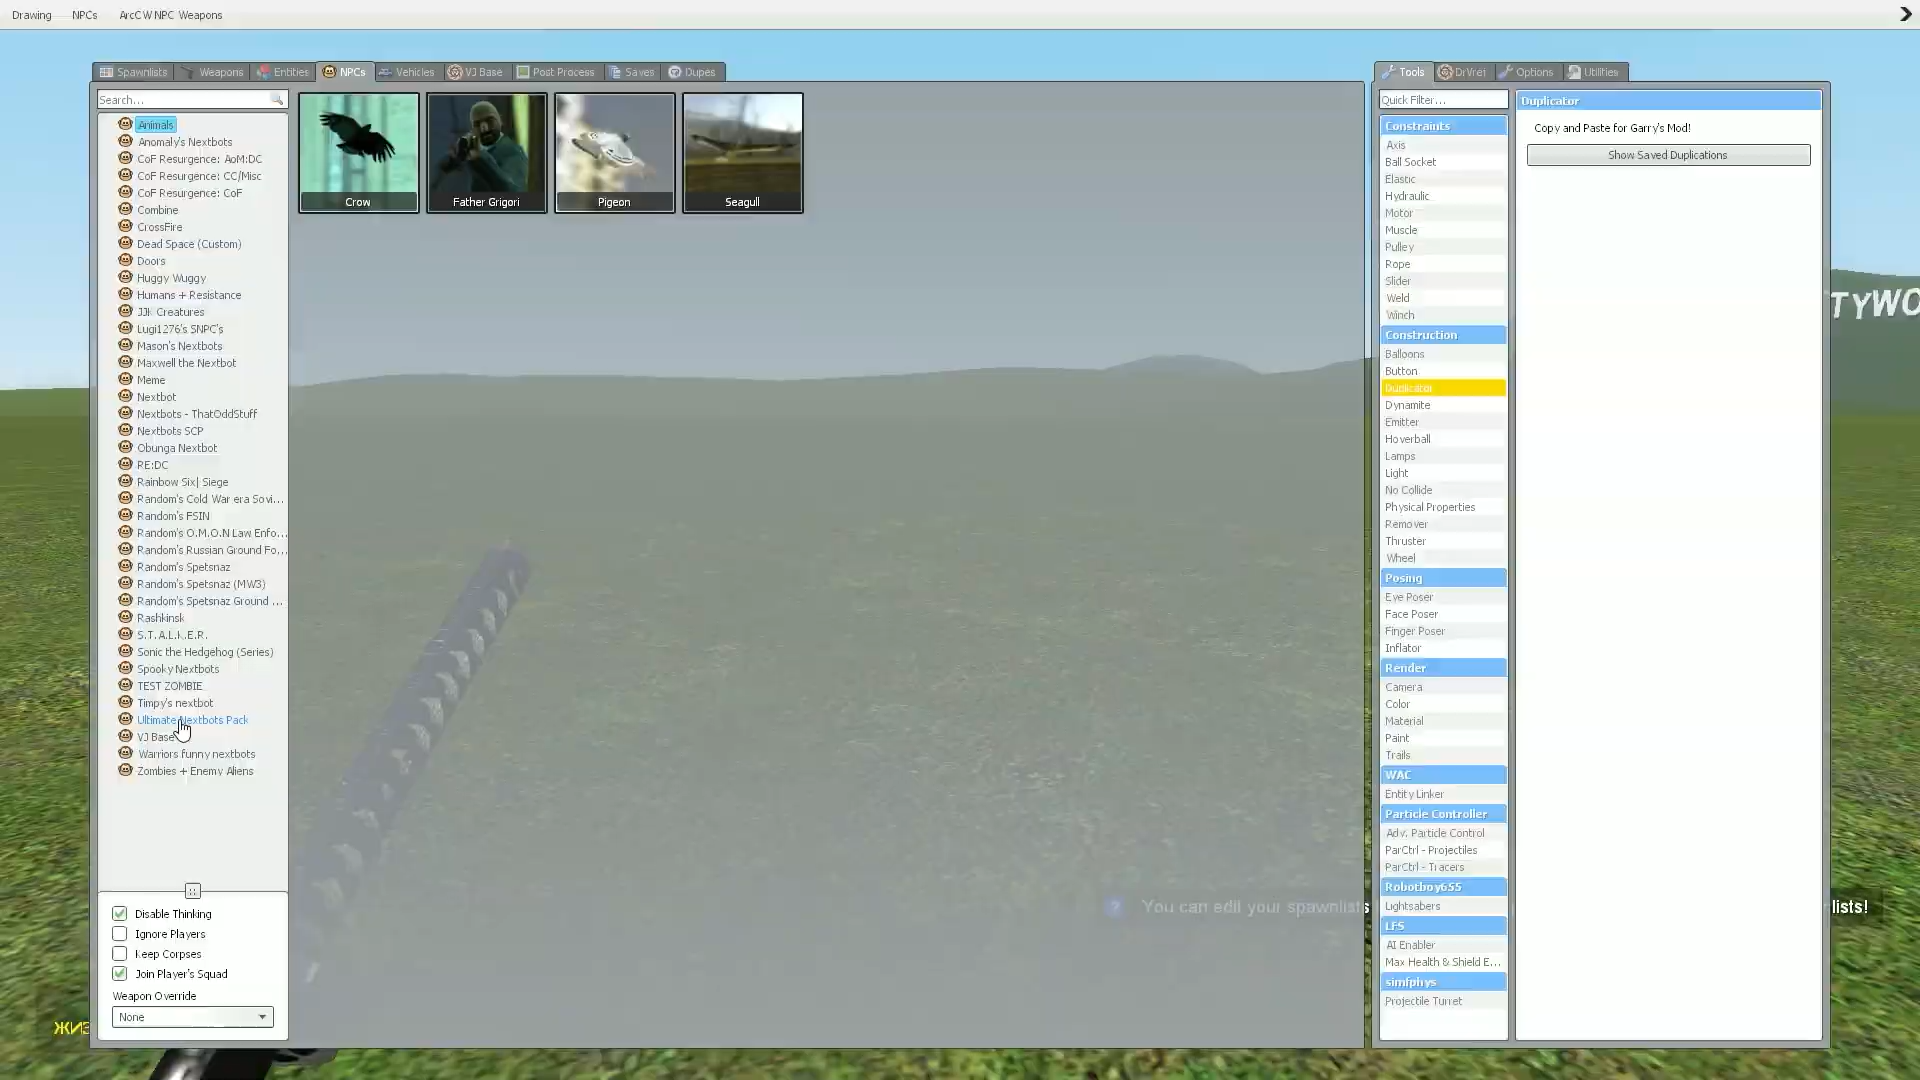 Drawing NPCs ArcCW NPC Weapons
Spawnlists Weapons Entities NPCs Vehicles VJ Base Post Process Saves Dupes
Search...
Animals
Anomaly's Nextbots
CoF Resurgence: AoM:DC
CoF Resurgence: CC/Misc
CoF Resurgence: CoF
Combine
CrossFire
Dead Space (Custom)
Doors
Huggy Wuggy
Humans + Resistance
JJK Creatures
Lugi1276's SNPC's
Mason's Nextbots
Maxwell the Nextbot
Meme
Nextbot
Nextbots - ThatOddStuff
Nextbots SCP
Obunga Nextbot
RE:DC
Rainbow Six| Siege
Random's Cold War era Sovi...
Random's FSIN
Random's O.M.O.N Law Enfo...
Random's Russian Ground Fo...
Random's Spetsnaz
Random's Spetsnaz (MW3)
Random's Spetsnaz Ground ...
Rashkinsk
S.T.A.L.K.E.R.
Sonic the Hedgehog (Series)
Spooky Nextbots
TEST ZOMBIE
Timpy's nextbot
Ultimate Nextbots Pack
VJ Base
Warriors funny nextbots
Zombies + Enemy Aliens
Disable Thinking
Ignore Players
Keep Corpses
Join Player's Squad
Weapon Override
None
Crow
Father Grigori
Pigeon
Seagull
You can edit your spawnlists
lists!
Tools DrVrej Options Utilities
Quick Filter...
Constraints
Axis
Ball Socket
Elastic
Hydraulic
Motor
Muscle
Pulley
Rope
Slider
Weld
Winch
Construction
Balloons
Button
Duplicator
Dynamite
Emitter
Hoverball
Lamps
Light
No Collide
Physical Properties
Remover
Thruster
Wheel
Posing
Eye Poser
Face Poser
Finger Poser
Inflator
Render
Camera
Color
Material
Paint
Trails
WAC
Entity Linker
Particle Controller
Adv. Particle Control
ParCtrl - Projectiles
ParCtrl - Tracers
Robotboy655
Lightsabers
LFS
AI Enabler
Max Health & Shield E...
simfphys
Projectile Turret
Duplicator
Copy and Paste for Garry's Mod!
Show Saved Duplications
TYWO
ЖИЗ